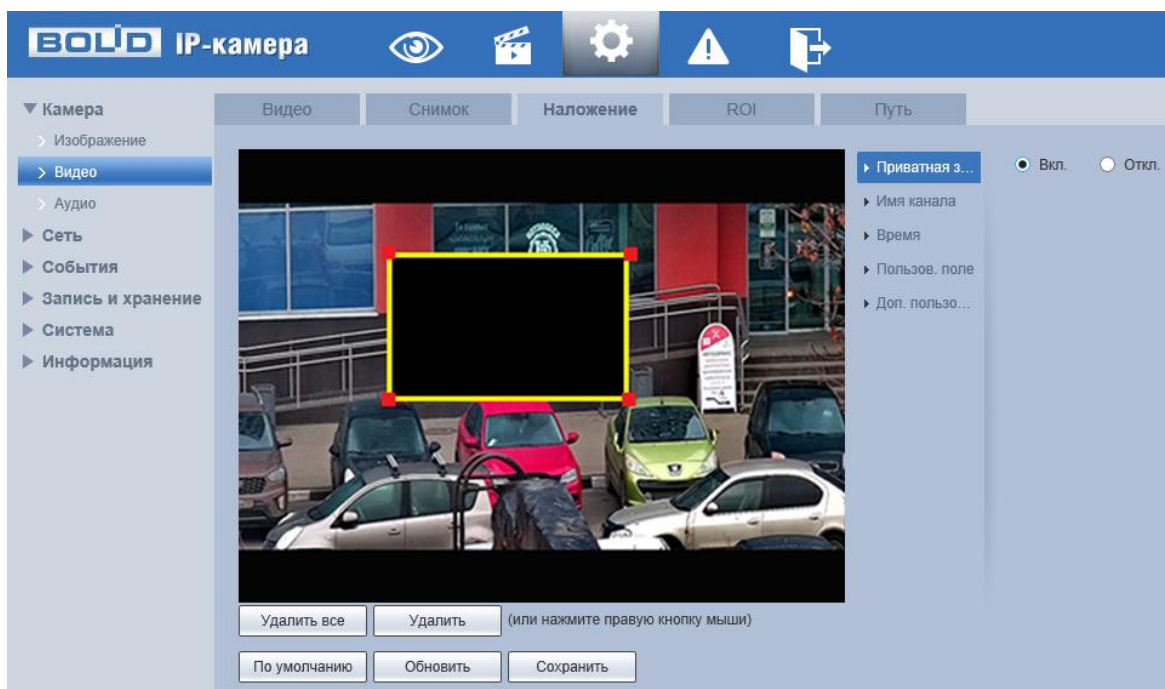 BOLID IP-камера
Камера
Изображение
Видео
Аудио
Сеть
События
Запись и хранение
Система
Информация
Видео
Снимок
Наложение
ROI
Путь
Приватная з...
Имя канала
Время
Пользов. поле
Доп. пользо...
Вкл.
Откл.
Удалить все
Удалить
(или нажмите правую кнопку мыши)
По умолчанию
Обновить
Сохранить